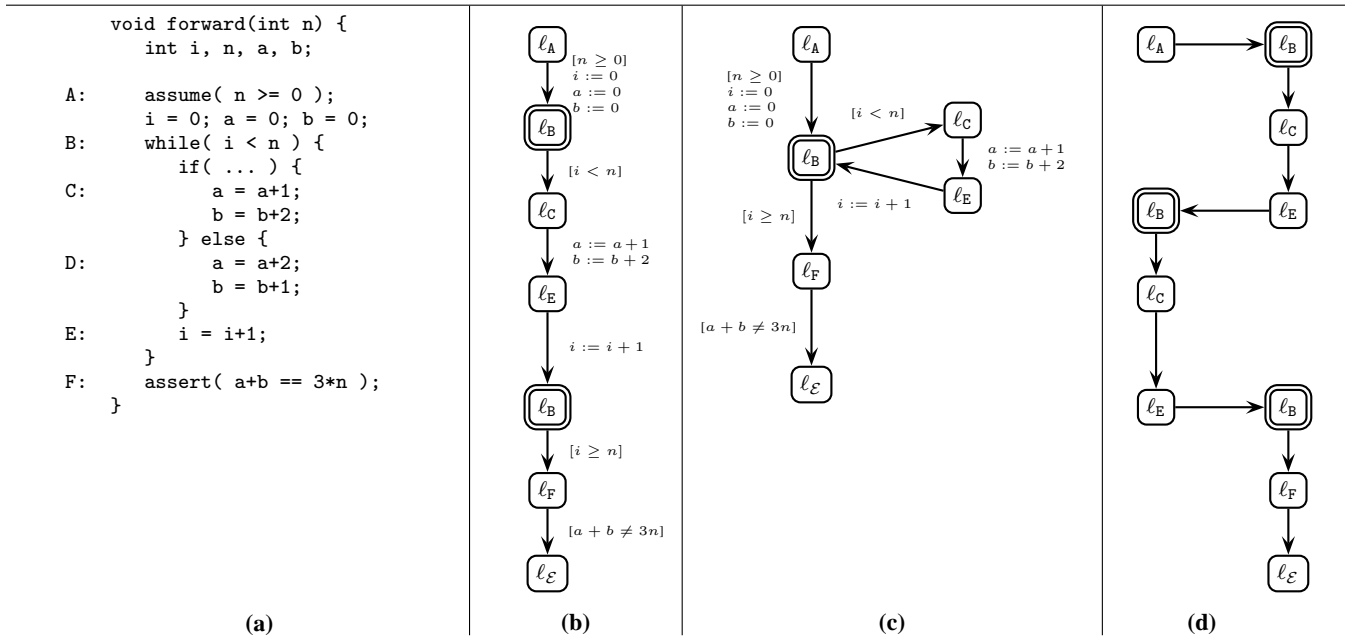 void forward(int n) {
int i, n, a, b;
A: assume( n >= 0 );
i = 0; a = 0; b = 0;
B: while( i < n ) {
if( ... ) {
C: a = a+1;
b = b+2;
} else {
D: a = a+2;
b = b+1;
}
E: i = i+1;
}
F: assert( a+b == 3*n );
}
(a)
ℓA
[n ≥ 0]
i := 0
a := 0
b := 0
ℓB
[i < n]
ℓC
a := a + 1
b := b + 2
ℓE
i := i + 1
ℓB
[i ≥ n]
ℓF
[a + b ≠ 3n]
ℓℰ
(b)
ℓA
[n ≥ 0]
i := 0
a := 0
b := 0
[i < n]
ℓC
ℓB
a := a + 1
b := b + 2
ℓE
i := i + 1
[i ≥ n]
ℓF
[a + b ≠ 3n]
ℓℰ
(c)
ℓA ℓB
ℓC
ℓB ℓE
ℓC
ℓE ℓB
ℓF
ℓℰ
(d)